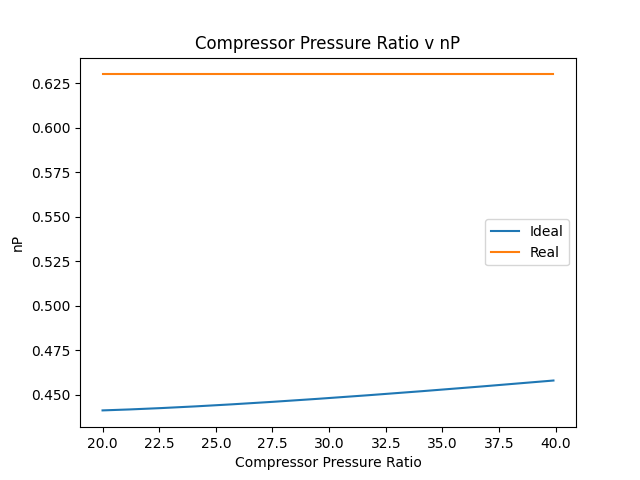 Compressor Pressure Ratio v nP
0.625
0.600
0.575
0.550
0.525
0.500
0.475
0.450
nP
Ideal
Real
20.0 22.5 25.0 27.5 30.0 32.5 35.0 37.5 40.0
Compressor Pressure Ratio